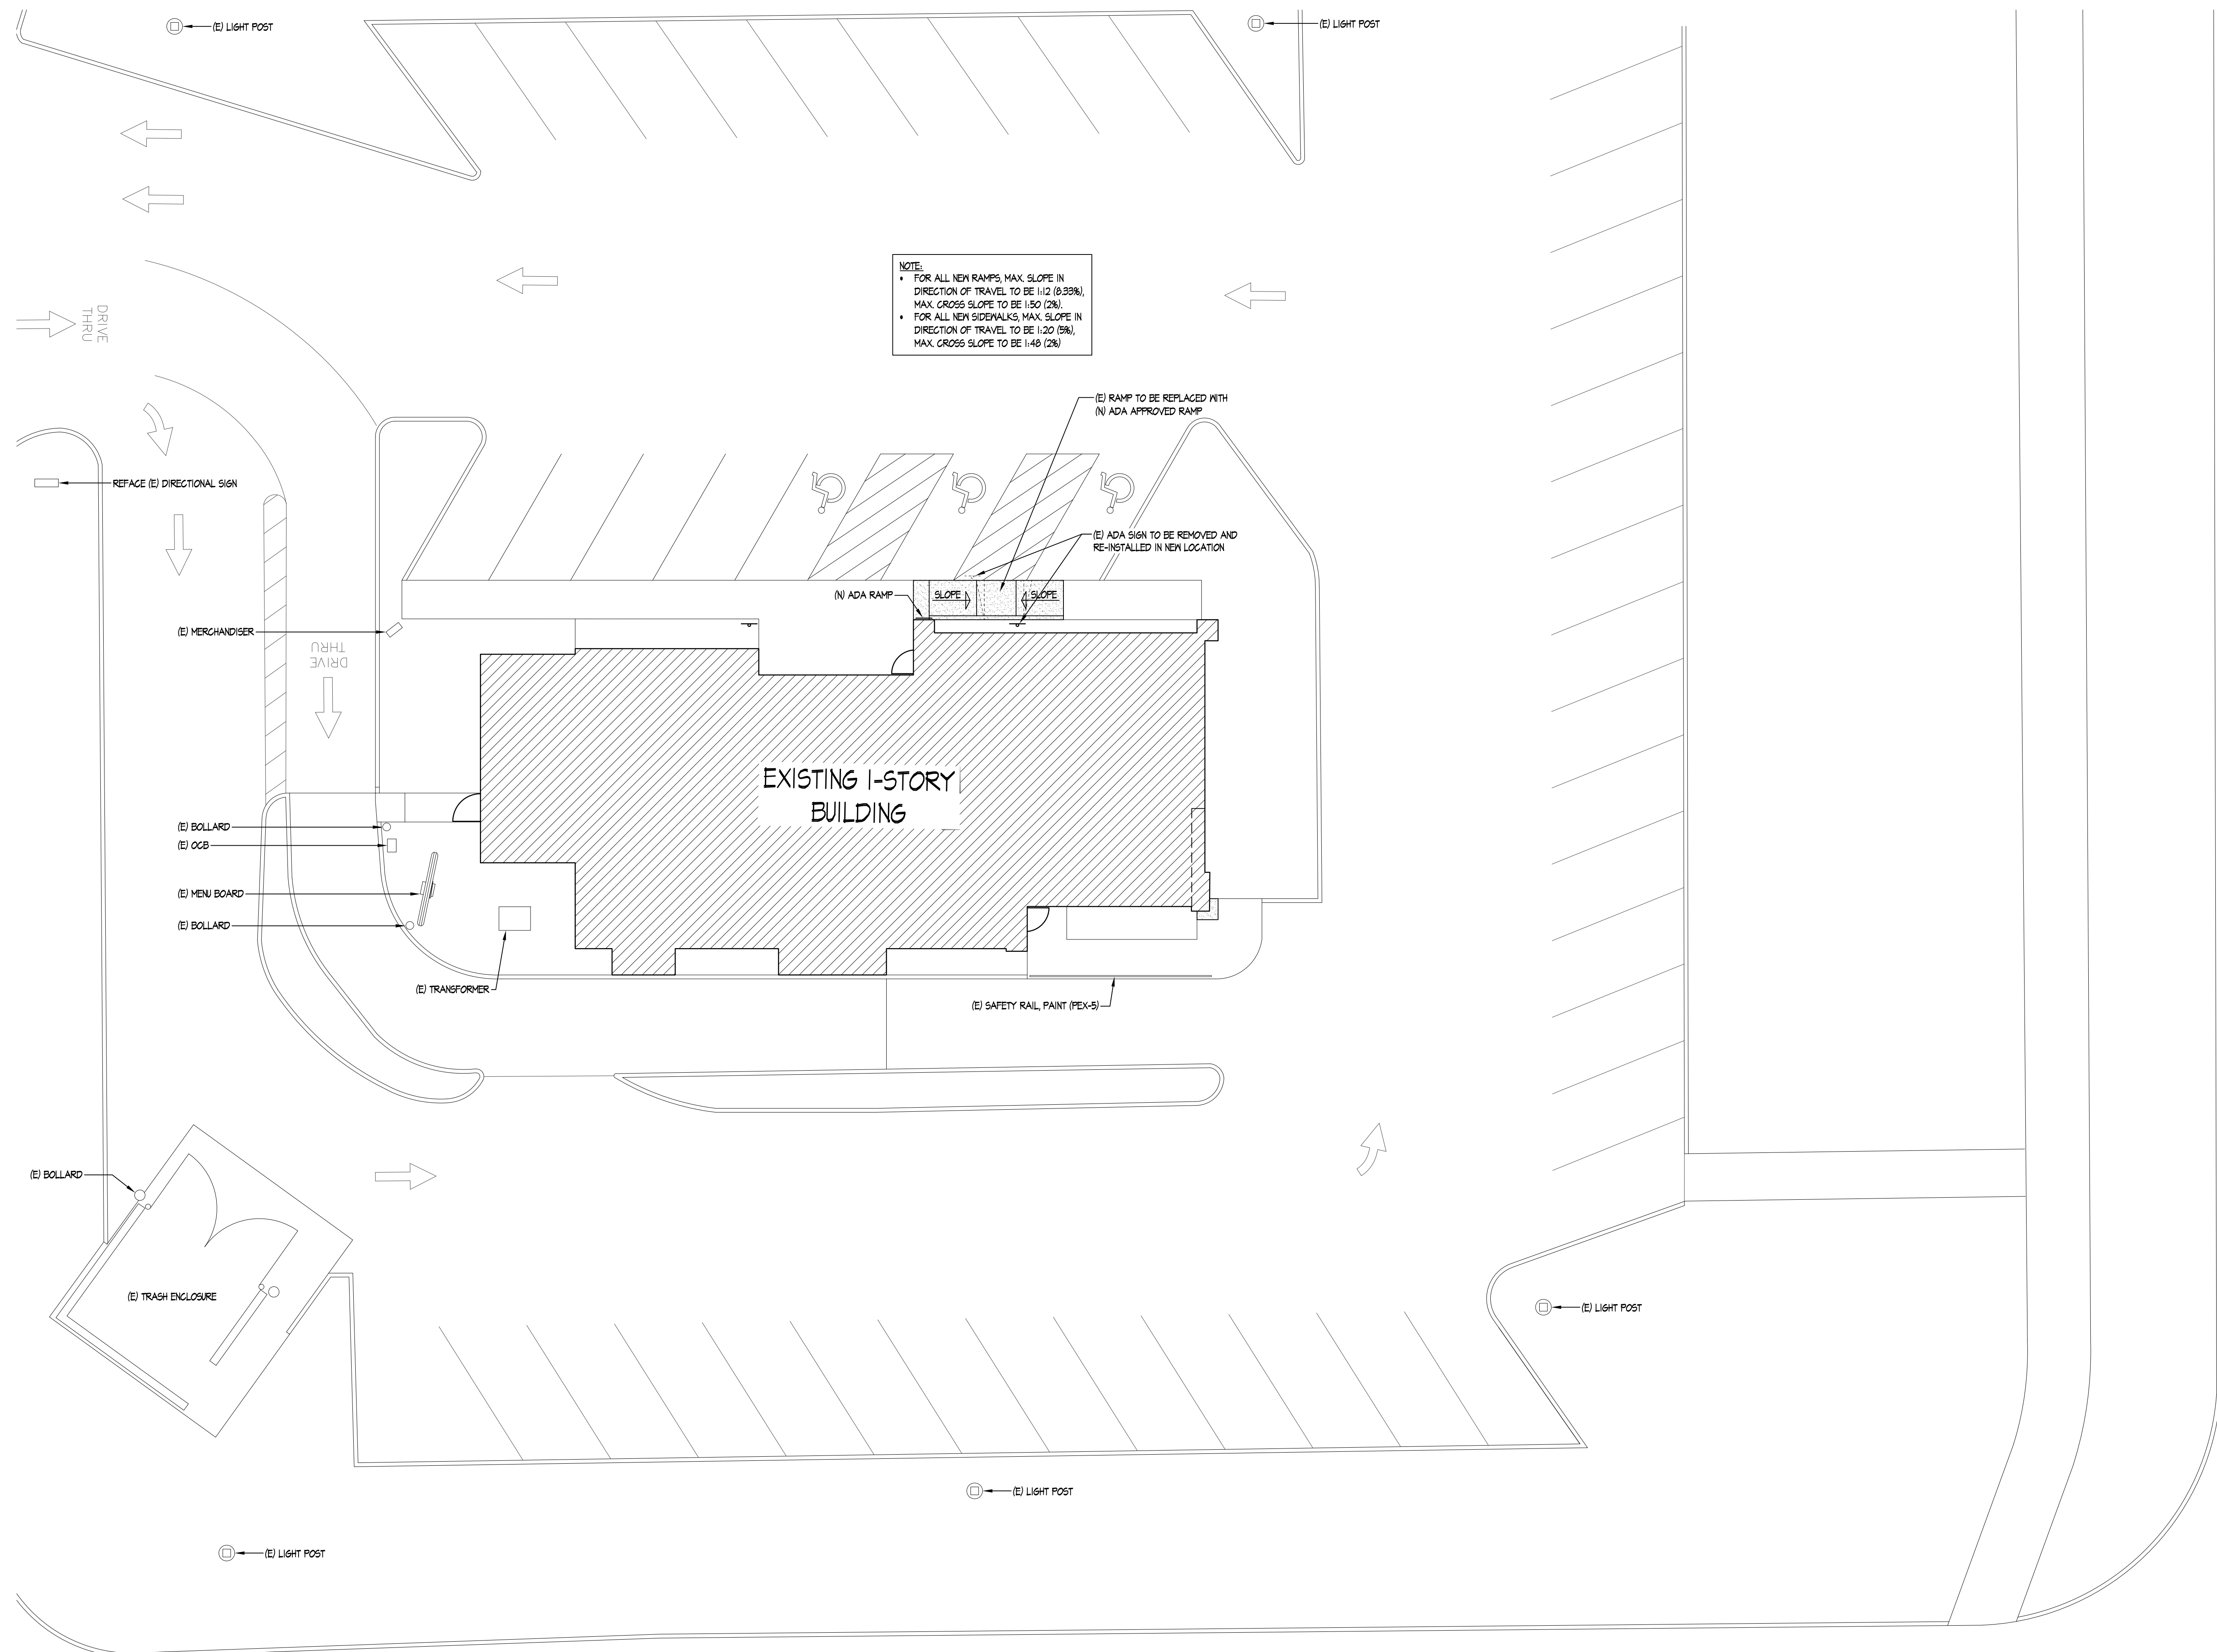 (E) LIGHT POST
(E) LIGHT POST
NOTE:
• FOR ALL NEW RAMPS, MAX. SLOPE IN
DIRECTION OF TRAVEL TO BE 1:12 (8.33%),
MAX. CROSS SLOPE TO BE 1:50 (2%).
• FOR ALL NEW SIDEWALKS, MAX. SLOPE IN
DIRECTION OF TRAVEL TO BE 1:20 (5%),
MAX. CROSS SLOPE TO BE 1:48 (2%)
DRIVE
THRU
(E) RAMP TO BE REPLACED WITH
(N) ADA APPROVED RAMP
REFACE (E) DIRECTIONAL SIGN
(E) ADA SIGN TO BE REMOVED AND
RE-INSTALLED IN NEW LOCATION
(N) ADA RAMP
SLOPE
SLOPE
(E) MERCHANDISER
DRIVE
THRU
EXISTING 1-STORY
BUILDING
(E) BOLLARD
(E) OCB
(E) MENU BOARD
(E) BOLLARD
(E) TRANSFORMER
(E) SAFETY RAIL, PAINT (PEX-5)
(E) BOLLARD
(E) TRASH ENCLOSURE
(E) LIGHT POST
(E) LIGHT POST
(E) LIGHT POST